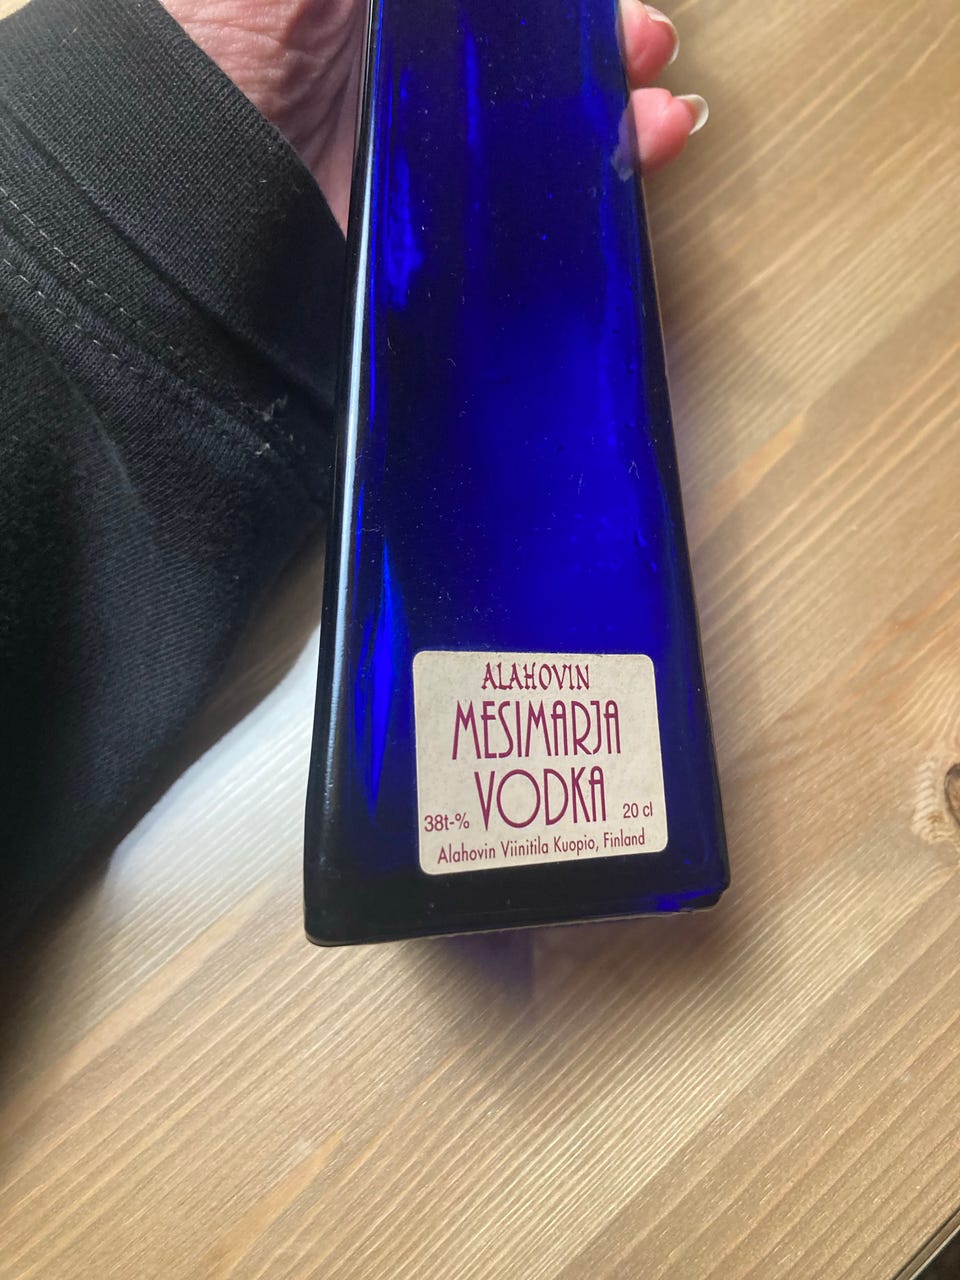 ALAHOVIN
MESIMARJA
VODKA
38t-% 20 cl
Alahovin Viinitila Kuopio, Finland